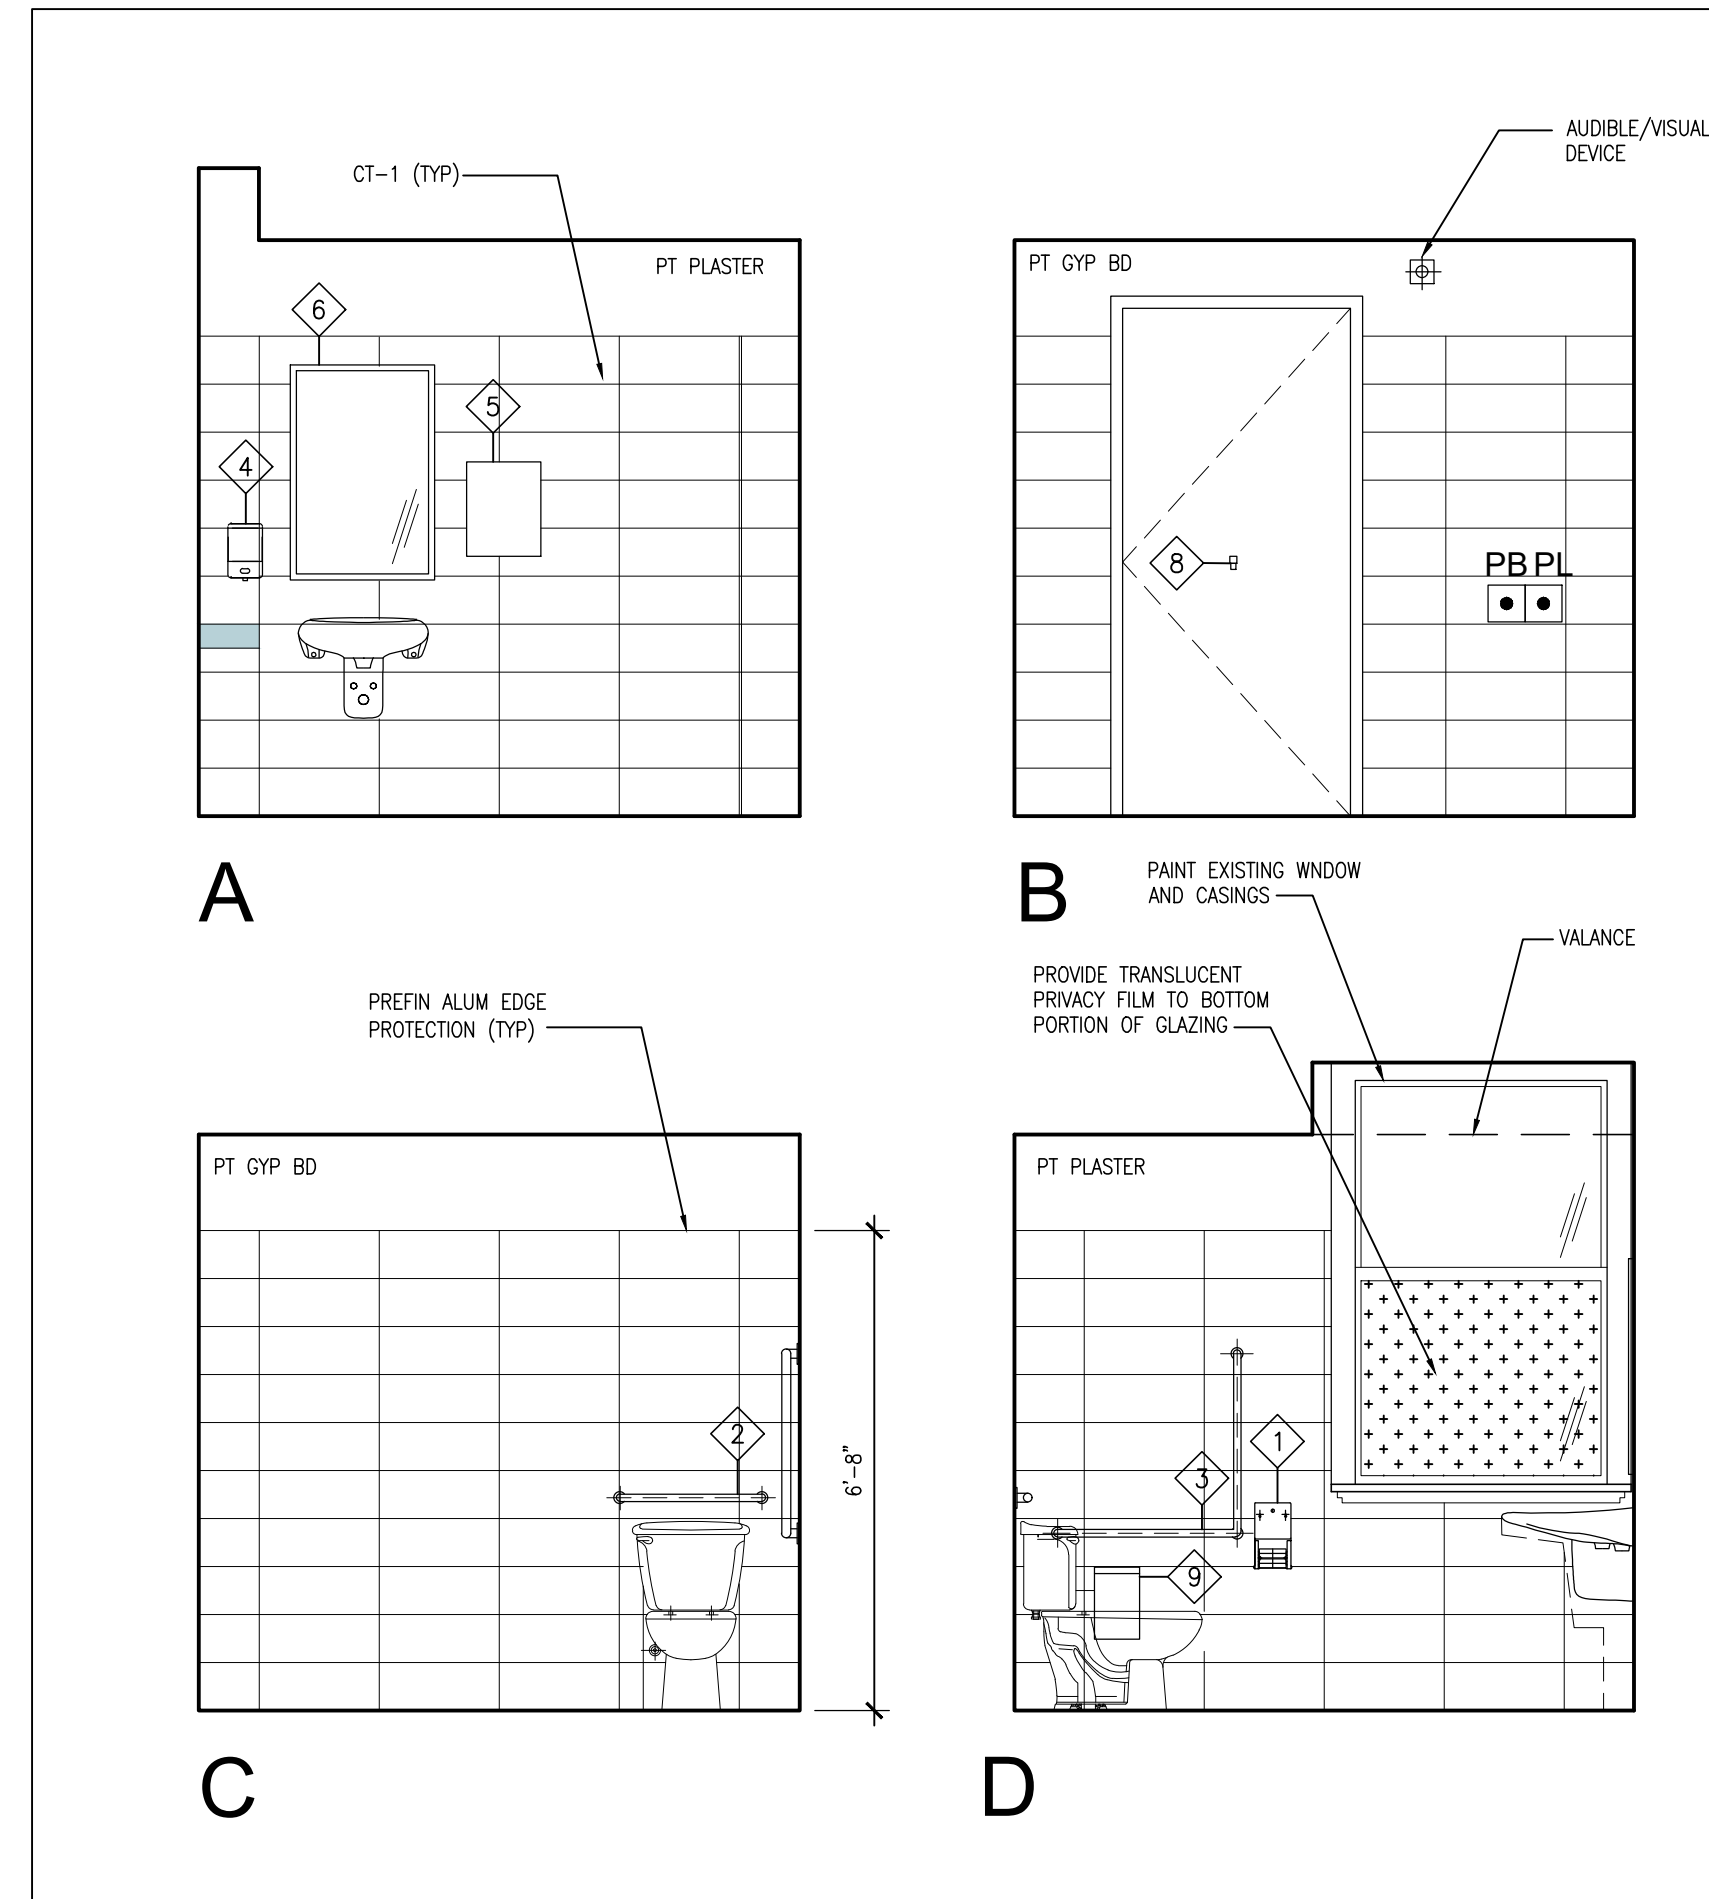 CT-1 (TYP)
PT PLASTER
6
5
4
A
AUDIBLE/VISUAL
DEVICE
PT GYP BD
8
PB PL
B
PREFIN ALUM EDGE
PROTECTION (TYP)
PT GYP BD
2
6'-8"
C
PAINT EXISTING WNDOW
AND CASINGS
VALANCE
PROVIDE TRANSLUCENT
PRIVACY FILM TO BOTTOM
PORTION OF GLAZING
PT PLASTER
1
3
9
D